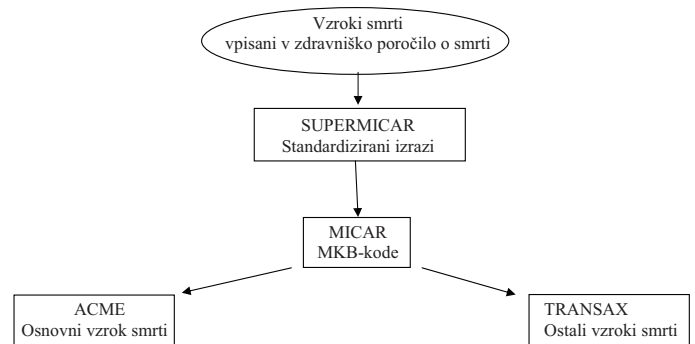 Vzroki smrti
vpisani v zdravniško poročilo o smrti
SUPERMICAR
Standardizirani izrazi
MICAR
MKB-kode
ACME
Osnovni vzrok smrti
TRANSAX
Ostali vzroki smrti